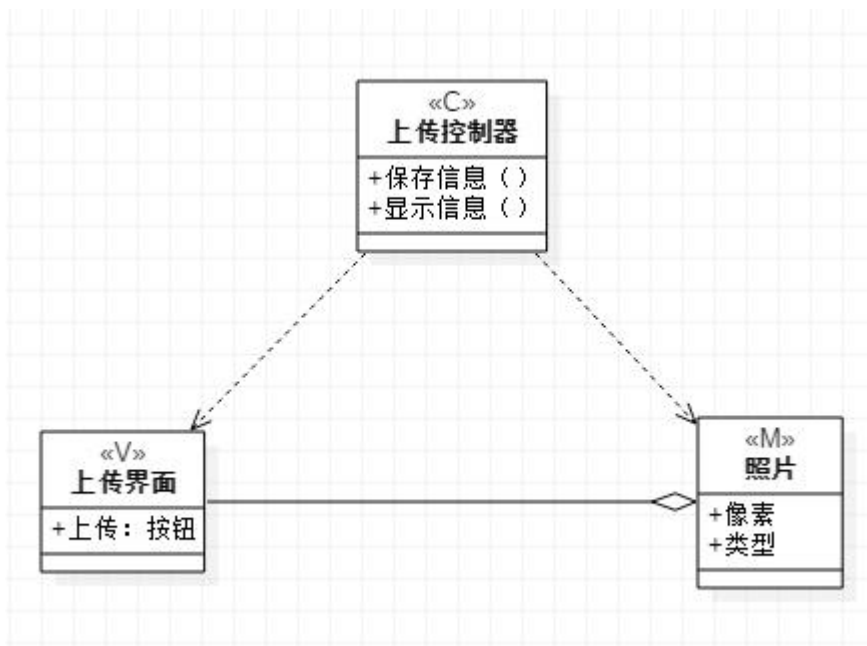 «C»
上传控制器
+保存信息（）
+显示信息（）
«V»
上传界面
+上传：按钮
«M»
照片
+像素
+类型